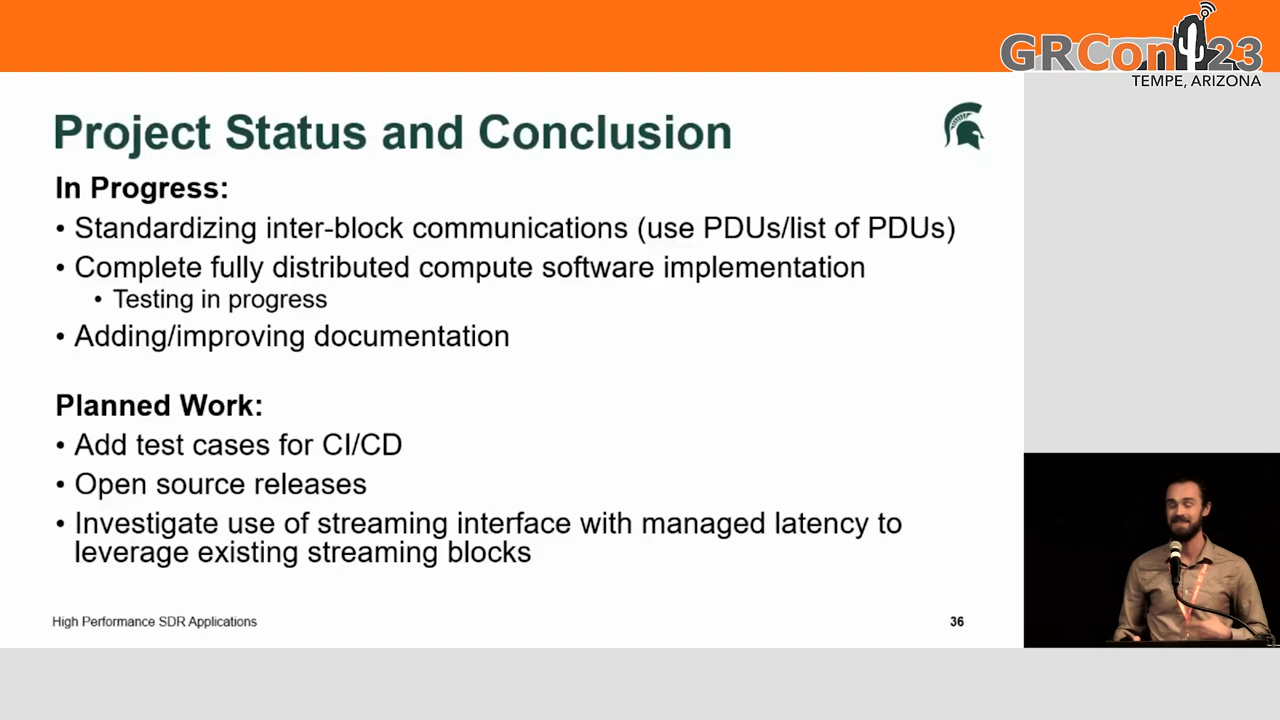 GRCon 23
TEMPE, ARIZONA
Project Status and Conclusion
In Progress:
• Standardizing inter-block communications (use PDUs/list of PDUs)
• Complete fully distributed compute software implementation
• Testing in progress
• Adding/improving documentation
Planned Work:
• Add test cases for CI/CD
• Open source releases
• Investigate use of streaming interface with managed latency to
leverage existing streaming blocks
High Performance SDR Applications
36